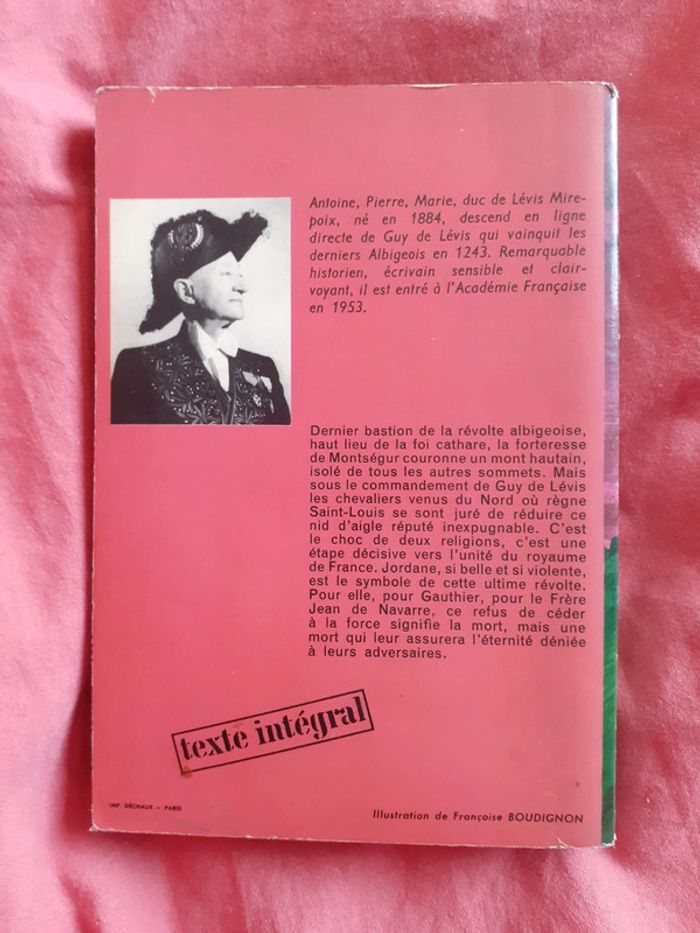 Antoine, Pierre, Marie, duc de Lévis Mire-
poix, né en 1884, descend en ligne
directe de Guy de Lévis qui vainquit les
derniers Albigeois en 1243. Remarquable
historien, écrivain sensible et clair-
voyant, il est entré à l'Académie Française
en 1953.
Dernier bastion de la révolte albigeoise,
haut lieu de la foi cathare, la forteresse
de Montségur couronne un mont hautain,
isolé de tous les autres sommets. Mais
sous le commandement de Guy de Lévis
les chevaliers venus du Nord où règne
Saint-Louis se sont juré de réduire ce
nid d'aigle réputé inexpugnable. C'est
le choc de deux religions, c'est une
étape décisive vers l'unité du royaume
de France. Jordane, si belle et si violente,
est le symbole de cette ultime révolte.
Pour elle, pour Gauthier, pour le Frère
Jean de Navarre, ce refus de céder
à la force signifie la mort, mais une
mort qui leur assurera l'éternité déniée
à leurs adversaires.
texte intégral
IMP. DÉCHAUX – PARIS
Illustration de Françoise BOUDIGNON